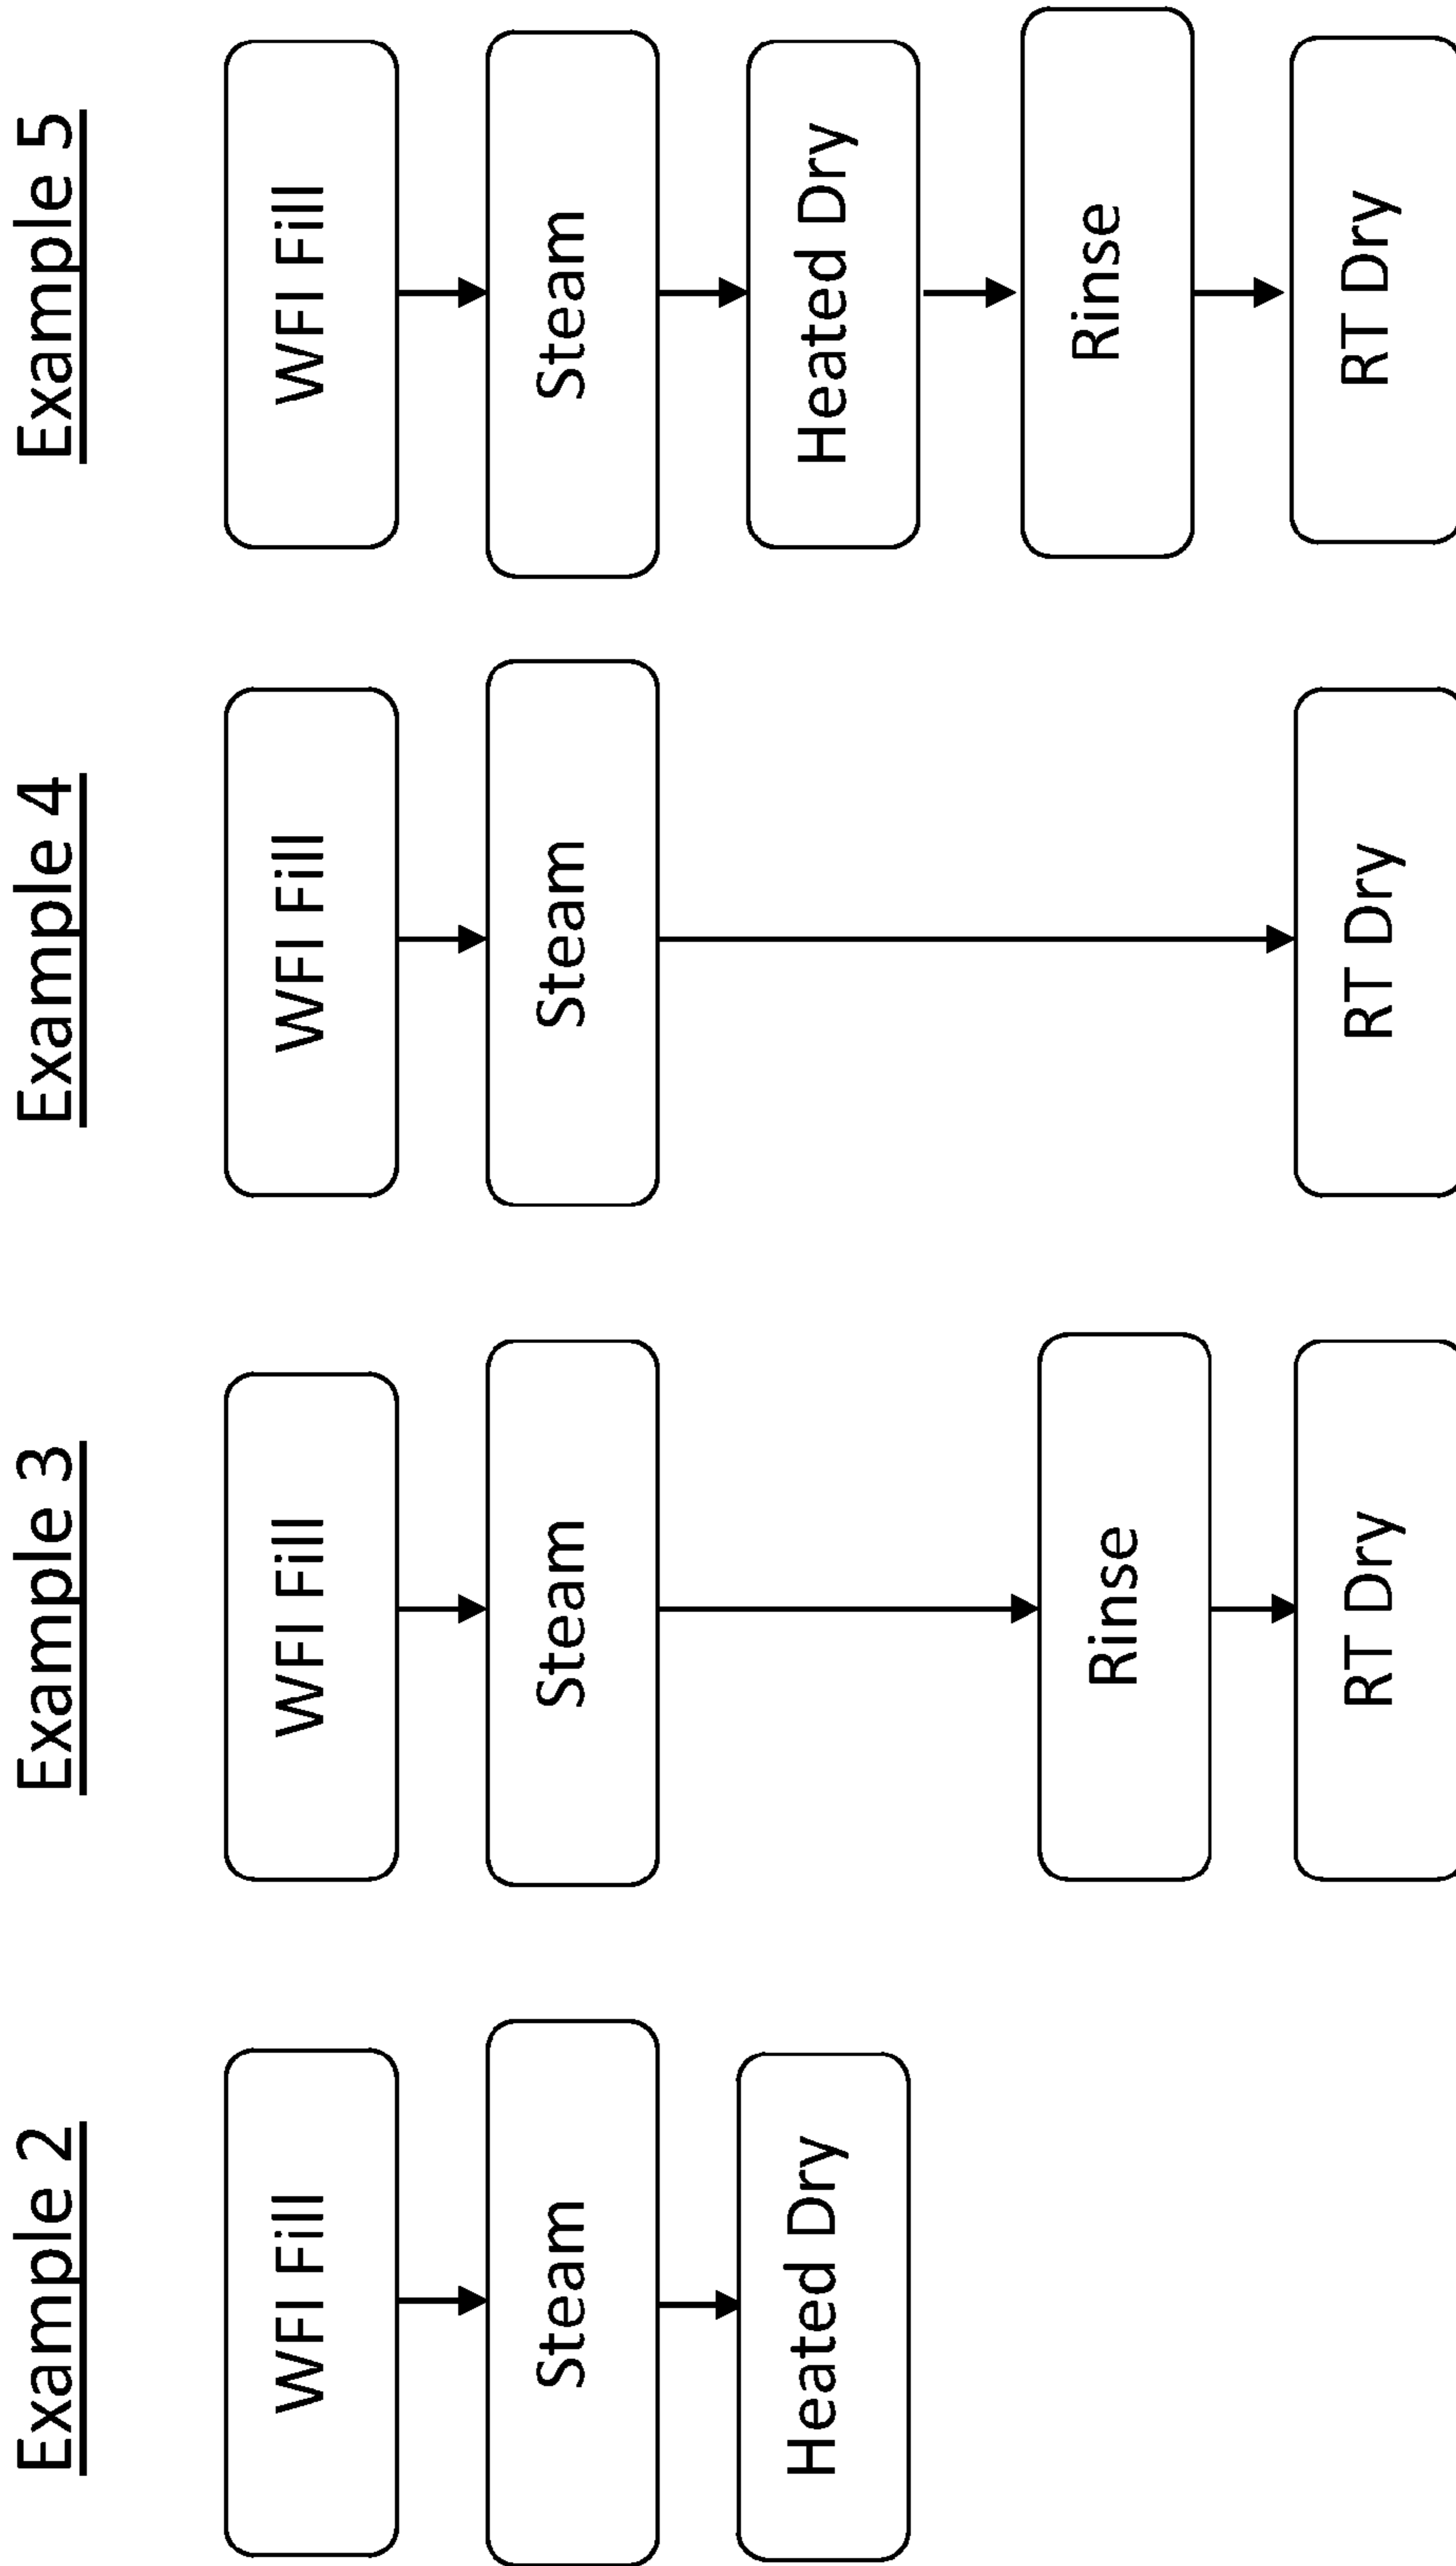 Example 2
WFI Fill
Steam
Heated Dry
Example 3
WFI Fill
Steam
Rinse
RT Dry
Example 4
WFI Fill
Steam
RT Dry
Example 5
WFI Fill
Steam
Heated Dry
Rinse
RT Dry